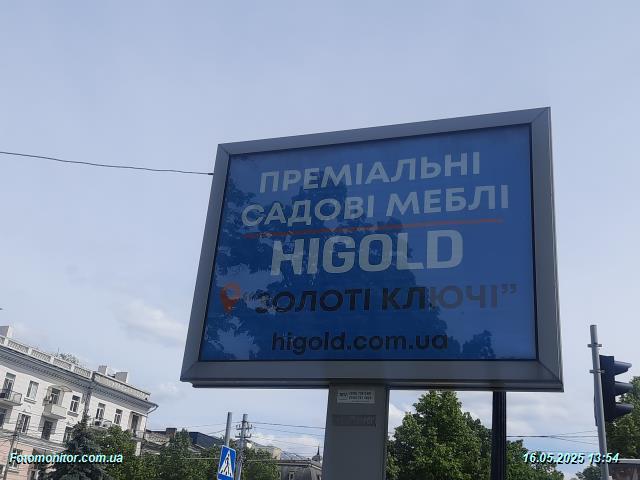 ПРЕМІАЛЬНІ
САДОВІ МЕБЛІ
HIGOLD
"ЗОЛОТІ КЛЮЧІ"
higold.com.ua
Fotomonitor.com.ua
16.05.2025 13:54